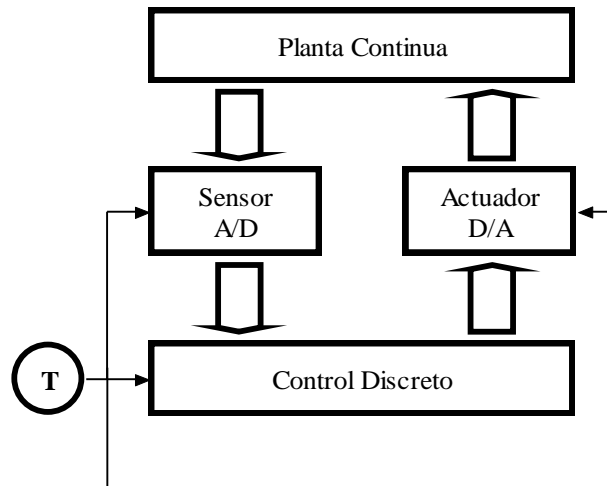 Planta Continua
Sensor
A/D
Actuador
D/A
T
Control Discreto